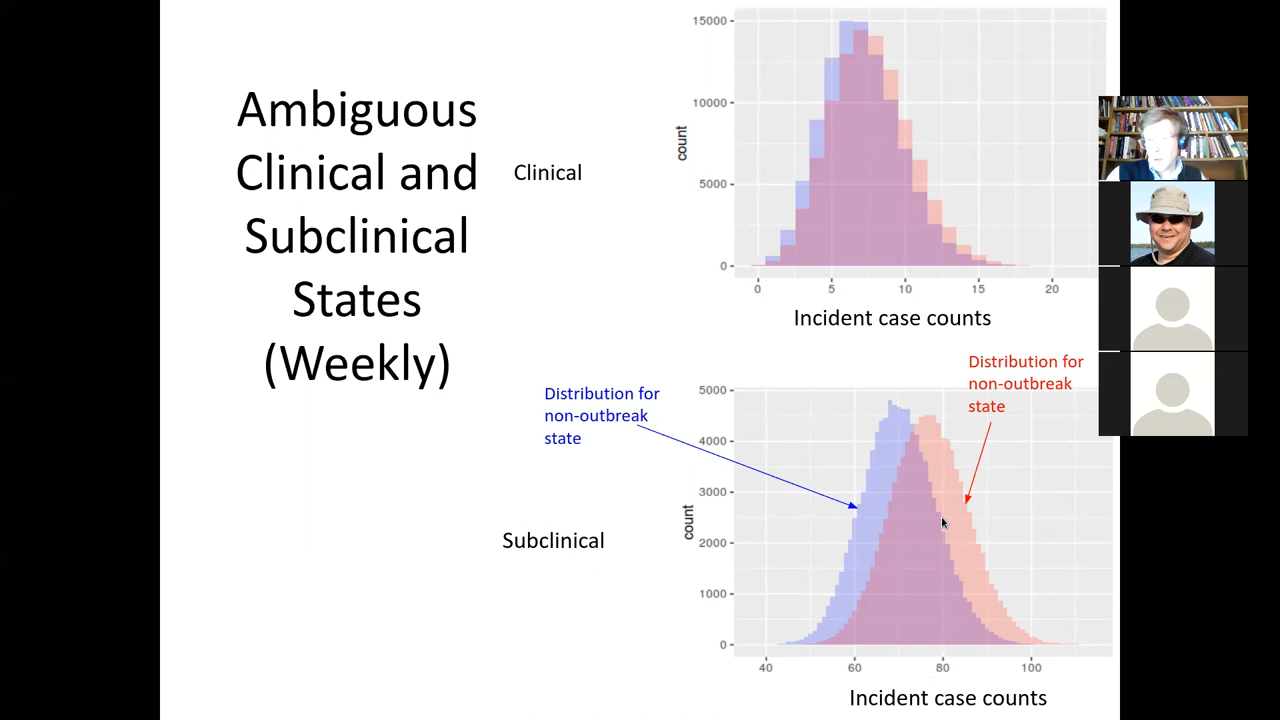 Ambiguous
Clinical and
Subclinical
States
(Weekly)
Clinical
15000
10000
5000
0
count
0 5 10 15 20
Incident case counts
Distribution for
non-outbreak
state
Distribution for
non-outbreak
state
Subclinical
5000
4000
3000
2000
1000
0
count
40 60 80 100
Incident case counts